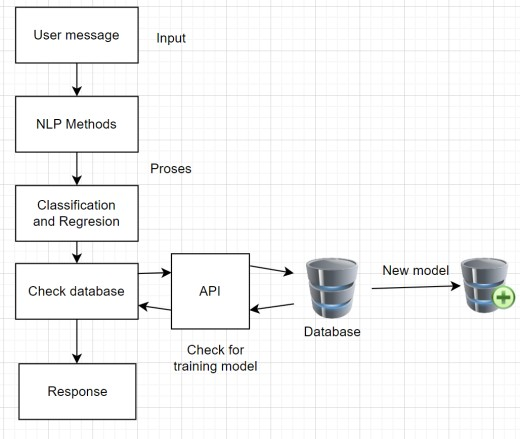 User message
Input
NLP Methods
Proses
Classification
and Regresion
Check database
API
New model
Database
Check for
training model
Response